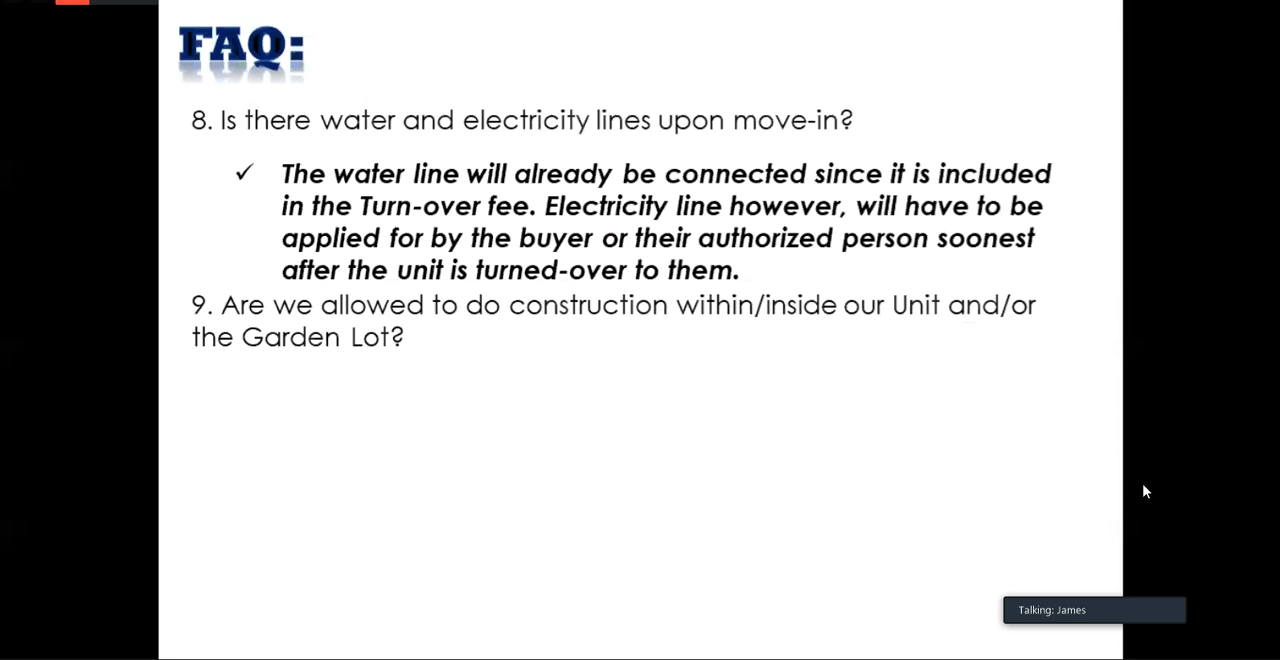 FAQ:
8. Is there water and electricity lines upon move-in?
✓ The water line will already be connected since it is included
in the Turn-over fee. Electricity line however, will have to be
applied for by the buyer or their authorized person soonest
after the unit is turned-over to them.
9. Are we allowed to do construction within/inside our Unit and/or
the Garden Lot?
Talking: James